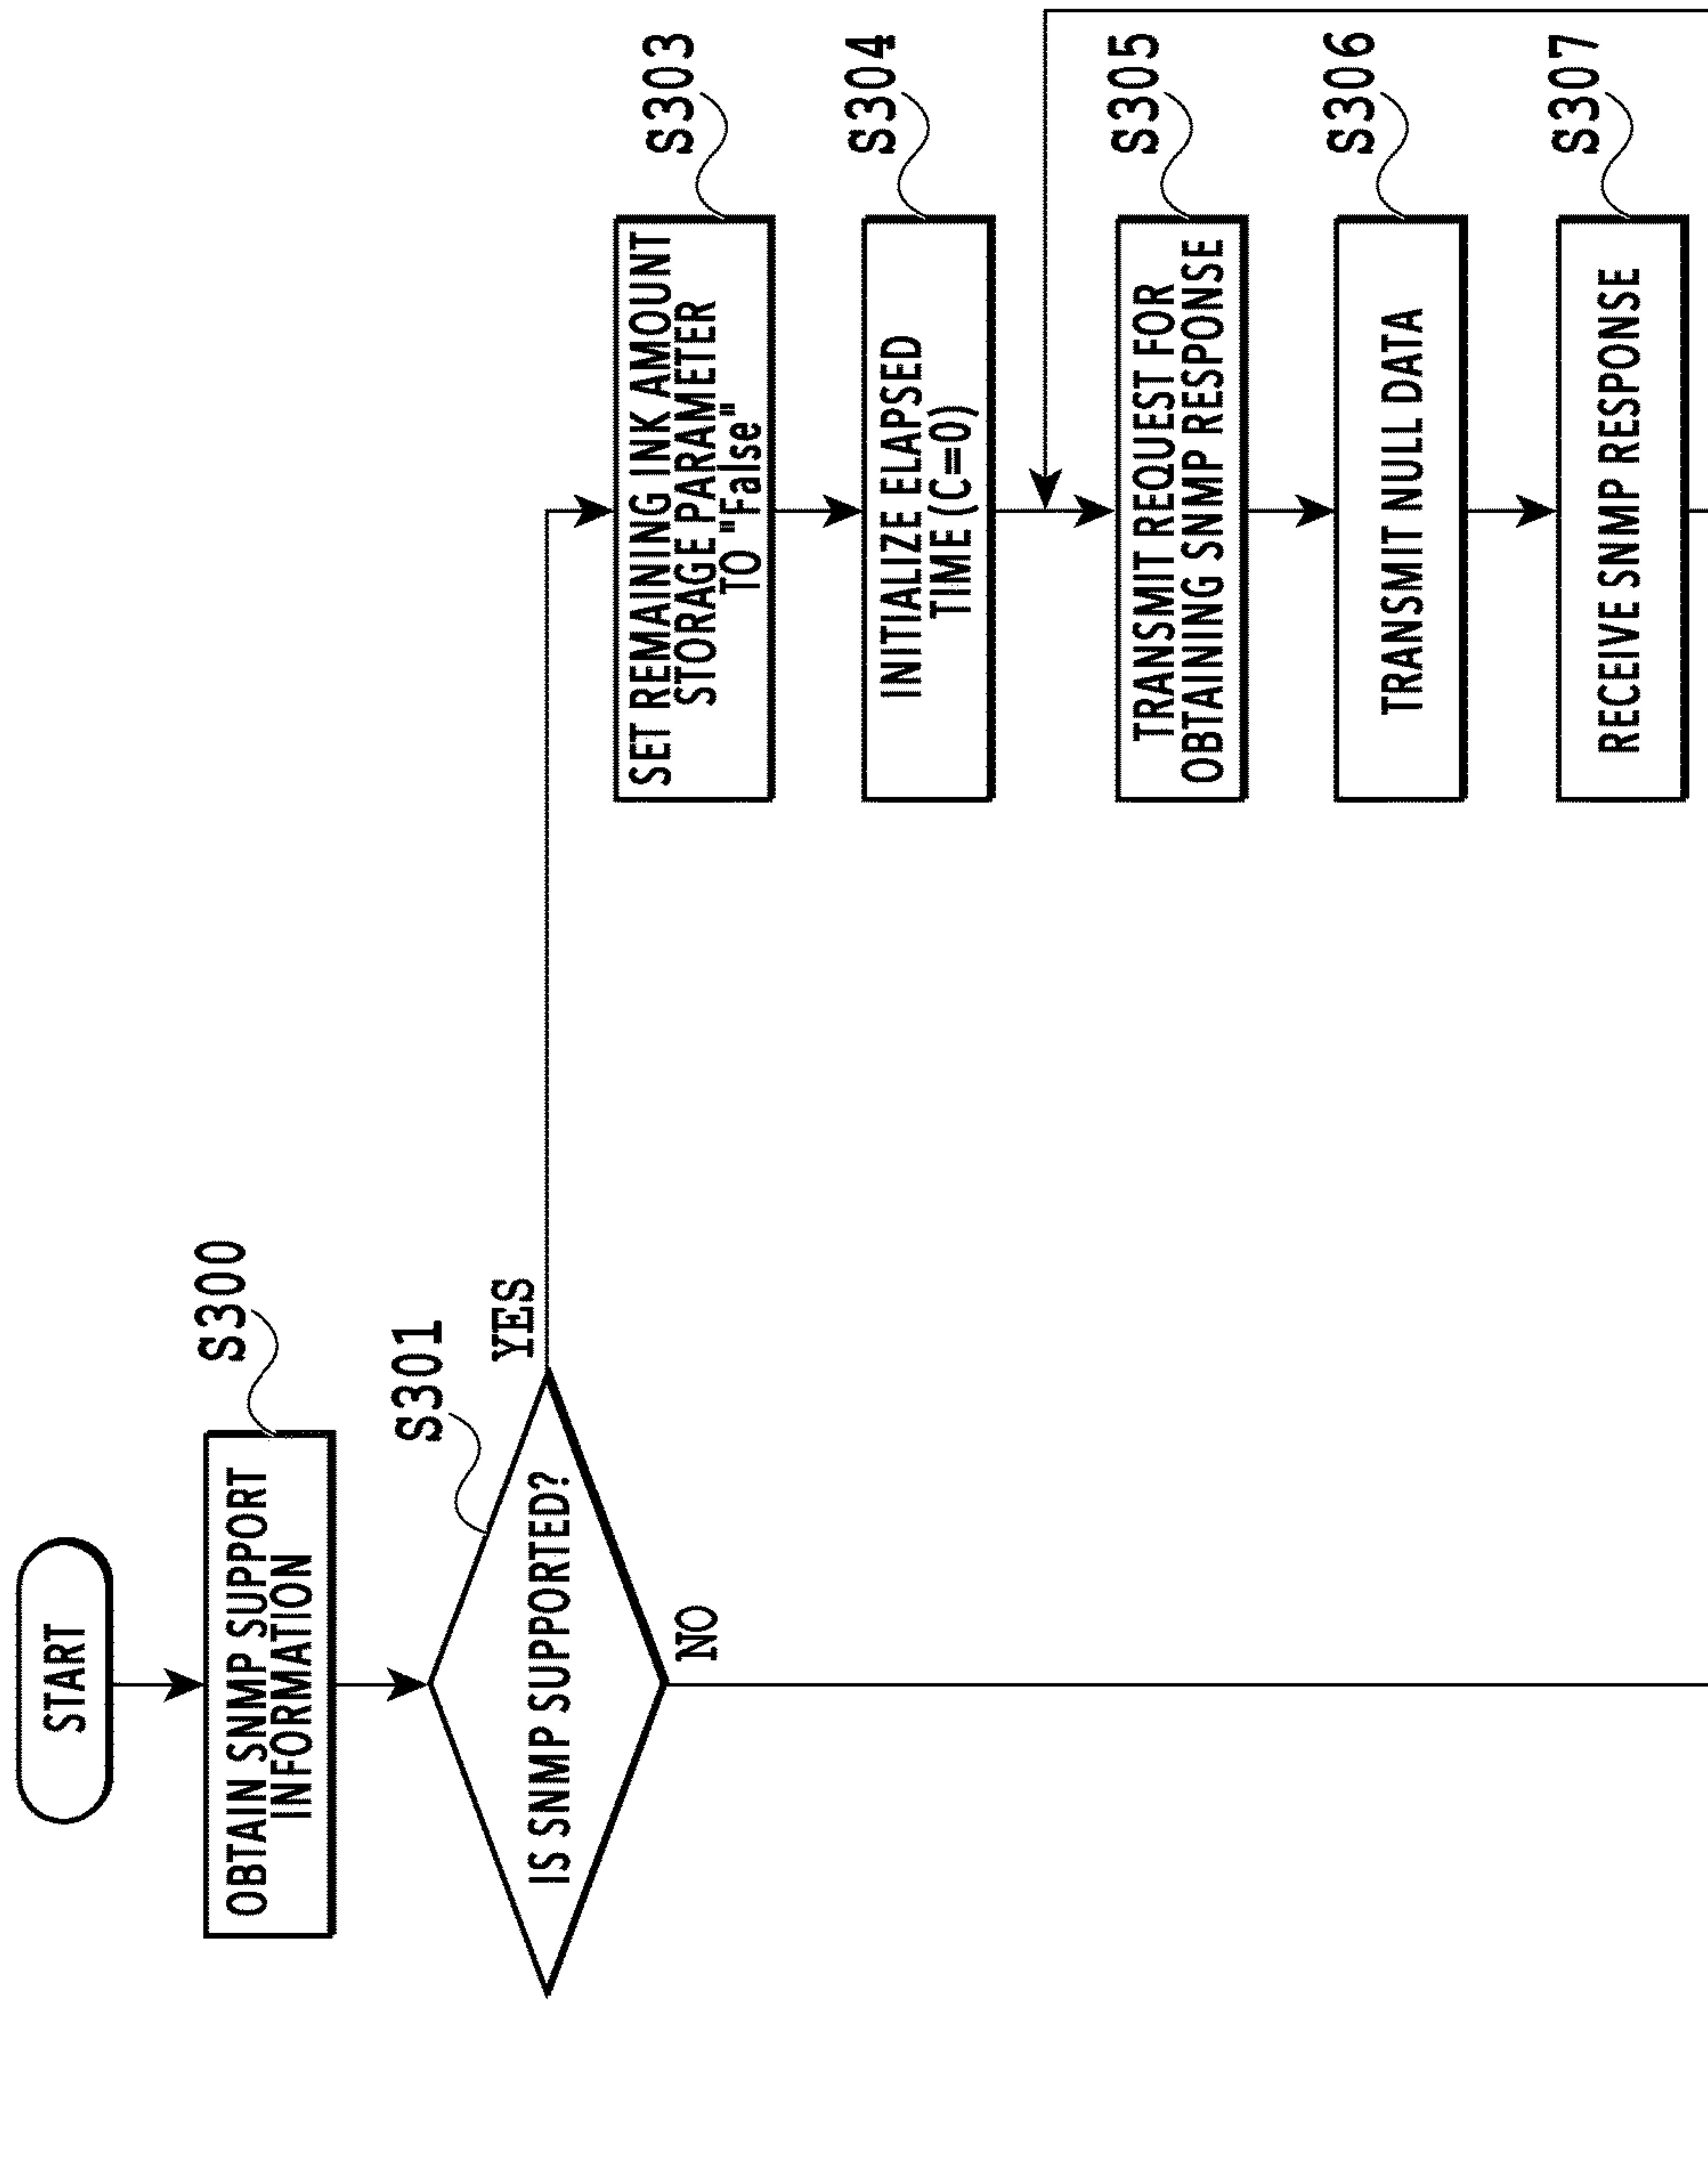 START
S300
OBTAIN SNMP SUPPORT
INFORMATION
S301
IS SNMP SUPPORTED?
YES
NO
S303
SET REMAINING INK AMOUNT
STORAGE PARAMETER
TO "False"
S304
INITIALIZE ELAPSED
TIME (C=0)
S305
TRANSMIT REQUEST FOR
OBTAINING SNMP RESPONSE
S306
TRANSMIT NULL DATA
S307
RECEIVE SNMP RESPONSE